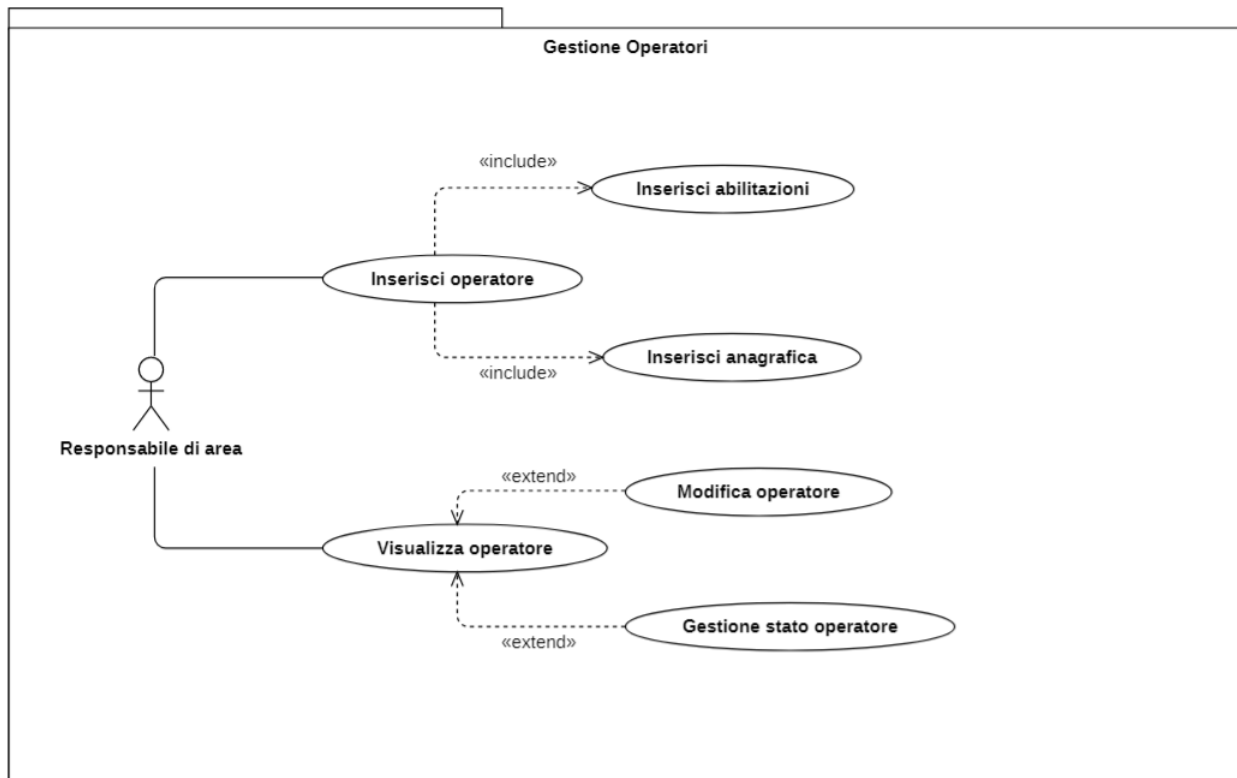 Gestione Operatori
«include»
Inserisci abilitazioni
Inserisci operatore
Inserisci anagrafica
«include»
Responsabile di area
«extend»
Modifica operatore
Visualizza operatore
Gestione stato operatore
«extend»